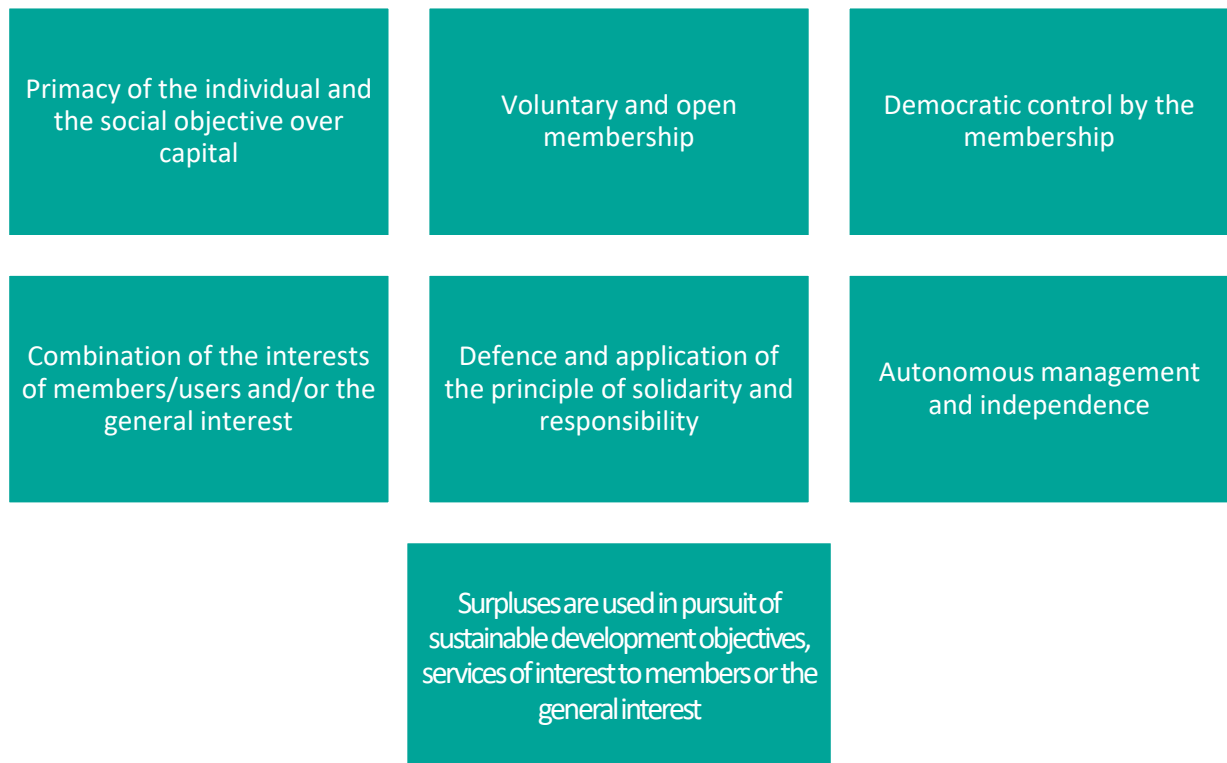 Primacy of the individual and
the social objective over
capital
Voluntary and open
membership
Democratic control by the
membership
Combination of the interests
of members/users and/or the
general interest
Defence and application of
the principle of solidarity and
responsibility
Autonomous management
and independence
Surpluses are used in pursuit of
sustainable development objectives,
services of interest to members or the
general interest